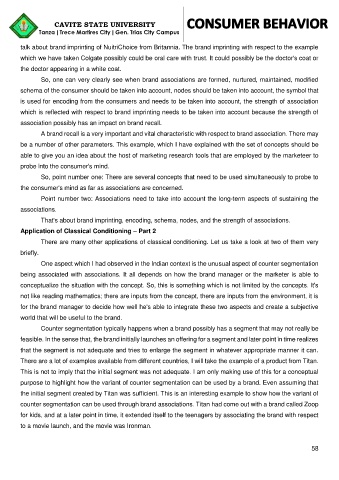 CAVITE STATE UNIVERSITY
Tanza | Trece Martires City | Gen. Trias City Campus
CONSUMER BEHAVIOR
talk about brand imprinting of NutriChoice from Britannia. The brand imprinting with respect to the example
which we have taken Colgate possibly could be oral care with trust. It could possibly be the doctor's coat or
the doctor appearing in a white coat.
So, one can very clearly see when brand associations are formed, nurtured, maintained, modified
schema of the consumer should be taken into account, nodes should be taken into account, the symbol that
is used for encoding from the consumers and needs to be taken into account, the strength of association
which is reflected with respect to brand imprinting needs to be taken into account because the strength of
association possibly has an impact on brand recall.
A brand recall is a very important and vital characteristic with respect to brand association. There may
be a number of other parameters. This example, which I have explained with the set of concepts should be
able to give you an idea about the host of marketing research tools that are employed by the marketeer to
probe into the consumer's mind.
So, point number one: There are several concepts that need to be used simultaneously to probe to
the consumer's mind as far as associations are concerned.
Point number two: Associations need to take into account the long-term aspects of sustaining the
associations.
That's about brand imprinting, encoding, schema, nodes, and the strength of associations.
Application of Classical Conditioning – Part 2
There are many other applications of classical conditioning. Let us take a look at two of them very
briefly.
One aspect which I had observed in the Indian context is the unusual aspect of counter segmentation
being associated with associations. It all depends on how the brand manager or the marketer is able to
conceptualize the situation with the concept. So, this is something which is not limited by the concepts. It's
not like reading mathematics; there are inputs from the concept, there are inputs from the environment, it is
for the brand manager to decide how well he's able to integrate these two aspects and create a subjective
world that will be useful to the brand.
Counter segmentation typically happens when a brand possibly has a segment that may not really be
feasible. In the sense that, the brand initially launches an offering for a segment and later point in time realizes
that the segment is not adequate and tries to enlarge the segment in whatever appropriate manner it can.
There are a lot of examples available from different countries, I will take the example of a product from Titan.
This is not to imply that the initial segment was not adequate. I am only making use of this for a conceptual
purpose to highlight how the variant of counter segmentation can be used by a brand. Even assuming that
the initial segment created by Titan was sufficient. This is an interesting example to show how the variant of
counter segmentation can be used through brand associations. Titan had come out with a brand called Zoop
for kids, and at a later point in time, it extended itself to the teenagers by associating the brand with respect
to a movie launch, and the movie was Ironman.
58